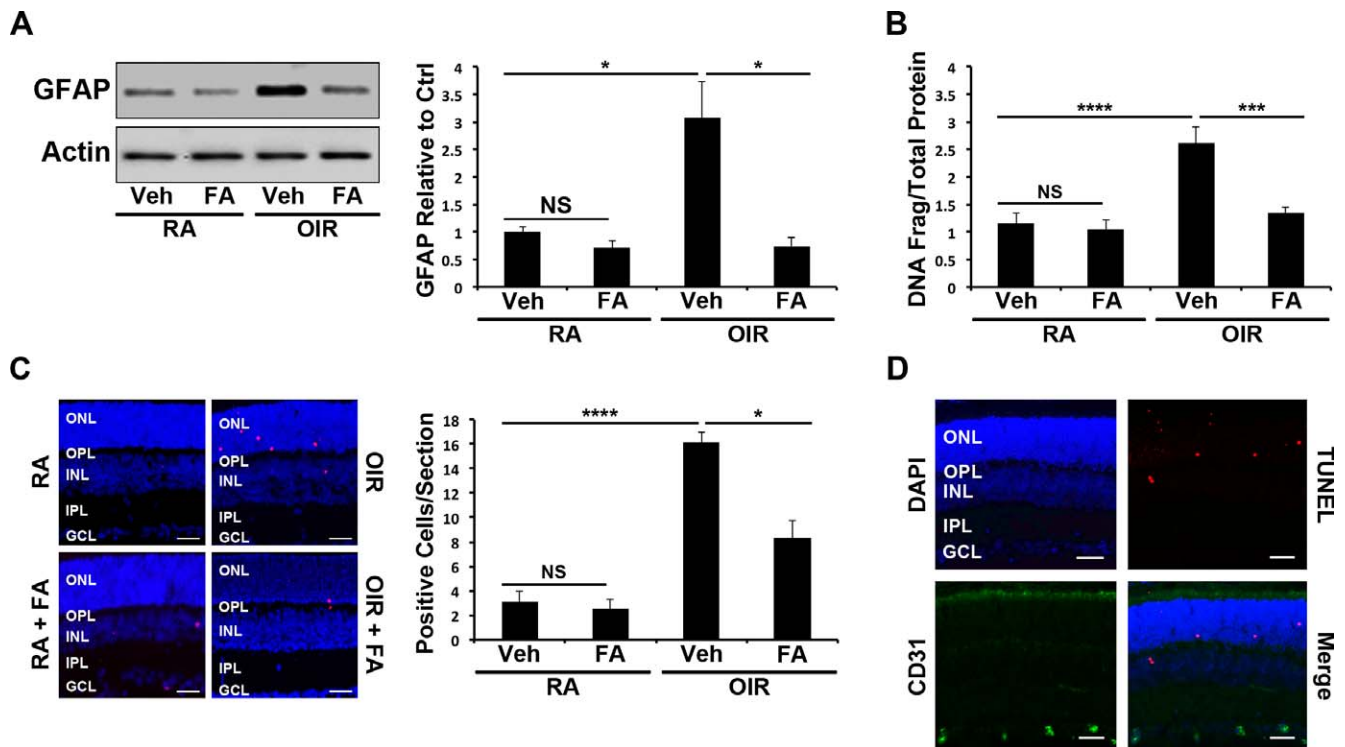 A
GFAP
Actin
Veh FA Veh FA
RA OIR
GFAP Relative to Ctrl
4
3.5
3
2.5
2
1.5
1
0.5
0
* *
NS
Veh FA Veh FA
RA OIR
B
DNA Frag/Total Protein
4
3.5
3
2.5
2
1.5
1
0.5
0
**** ***
NS
Veh FA Veh FA
RA OIR
C
RA
ONL
OPL
INL
IPL
GCL
ONL
OPL
INL
IPL
GCL
OIR
RA + FA
ONL
OPL
INL
IPL
GCL
ONL
OPL
INL
IPL
GCL
OIR + FA
Positive Cells/Section
18
16
14
12
10
8
6
4
2
0
**** *
NS
Veh FA Veh FA
RA OIR
D
DAPI
ONL
OPL
INL
IPL
GCL
TUNEL
CD31
Merge